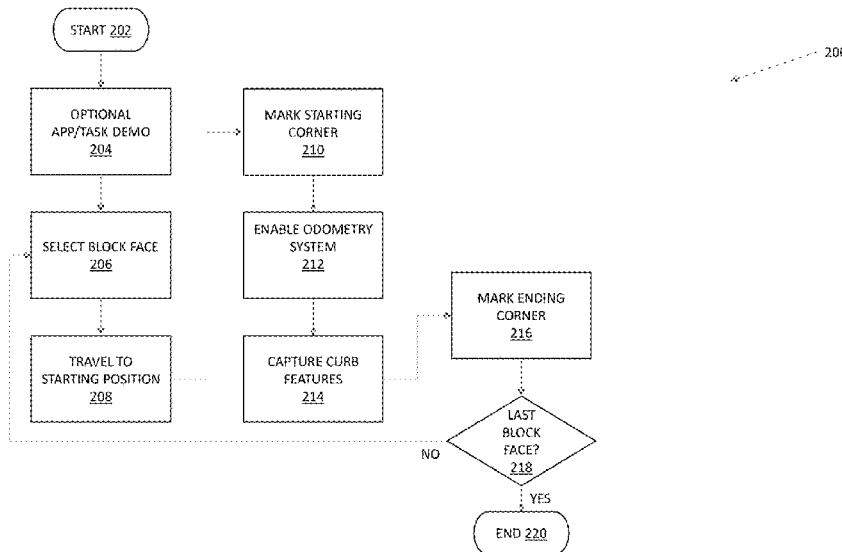 START 202
OPTIONAL
APP/TASK DEMO
204
SELECT BLOCK FACE
206
TRAVEL TO
STARTING POSITION
208
MARK STARTING
CORNER
210
ENABLE ODOMETRY
SYSTEM
212
CAPTURE CURB
FEATURES
214
MARK ENDING
CORNER
216
LAST
BLOCK
FACE?
218
NO
YES
END 220